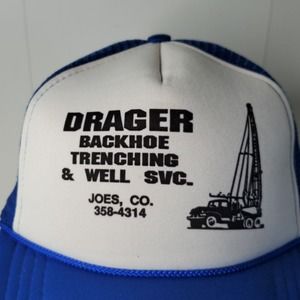 DRAGER
BACKHOE
TRENCHING
& WELL SVC.
JOES, CO.
358-4314